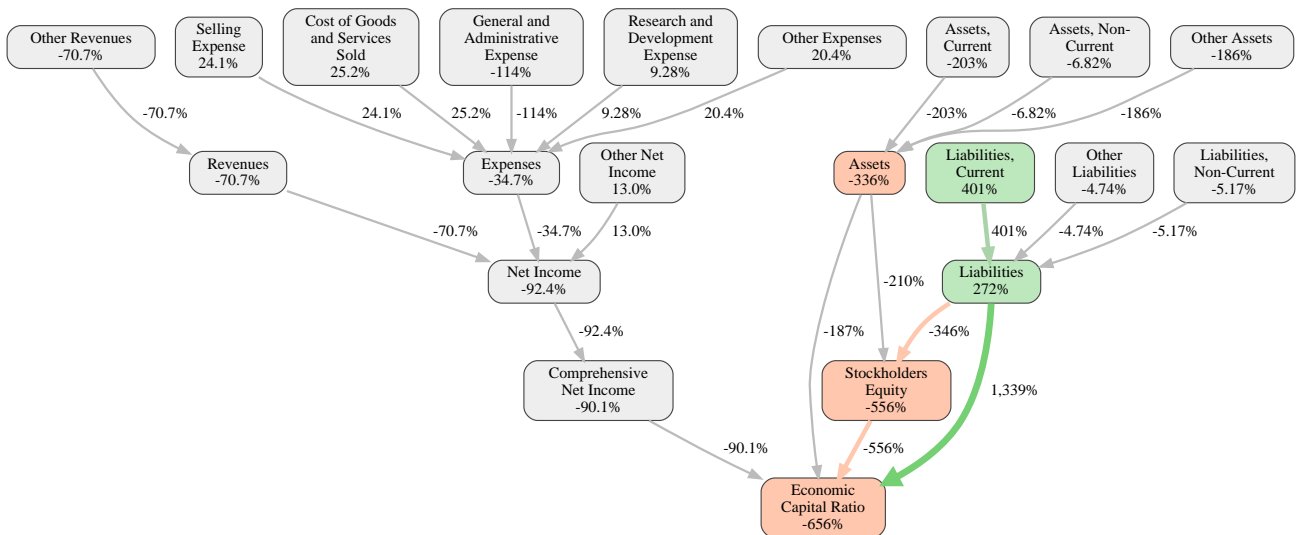 Other Revenues
-70.7%
Selling
Expense
24.1%
Cost of Goods
and Services
Sold
25.2%
General and
Administrative
Expense
-114%
Research and
Development
Expense
9.28%
Other Expenses
20.4%
Assets,
Current
-203%
Assets, Non-
Current
-6.82%
Other Assets
-186%
-70.7%
24.1%
25.2%
-114%
9.28%
20.4%
-203%
-6.82%
-186%
Revenues
-70.7%
Expenses
-34.7%
Other Net
Income
13.0%
Assets
-336%
Liabilities,
Current
401%
Other
Liabilities
-4.74%
Liabilities,
Non-Current
-5.17%
-70.7%
-34.7%
13.0%
401%
-4.74%
-5.17%
Net Income
-92.4%
-210%
Liabilities
272%
-92.4%
-187%
-346%
Comprehensive
Net Income
-90.1%
Stockholders
Equity
-556%
1,339%
-90.1%
-556%
Economic
Capital Ratio
-656%